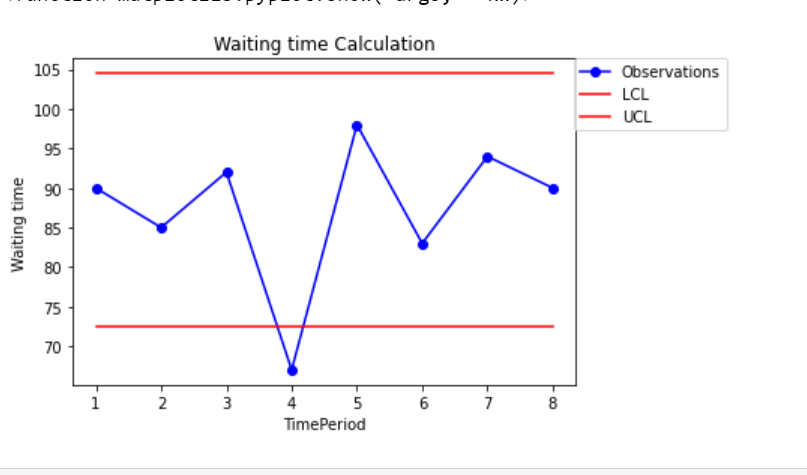 Waiting time Calculation
105
100
95
90
85
80
75
70
Waiting time
1 2 3 4 5 6 7 8
TimePeriod
Observations
LCL
UCL